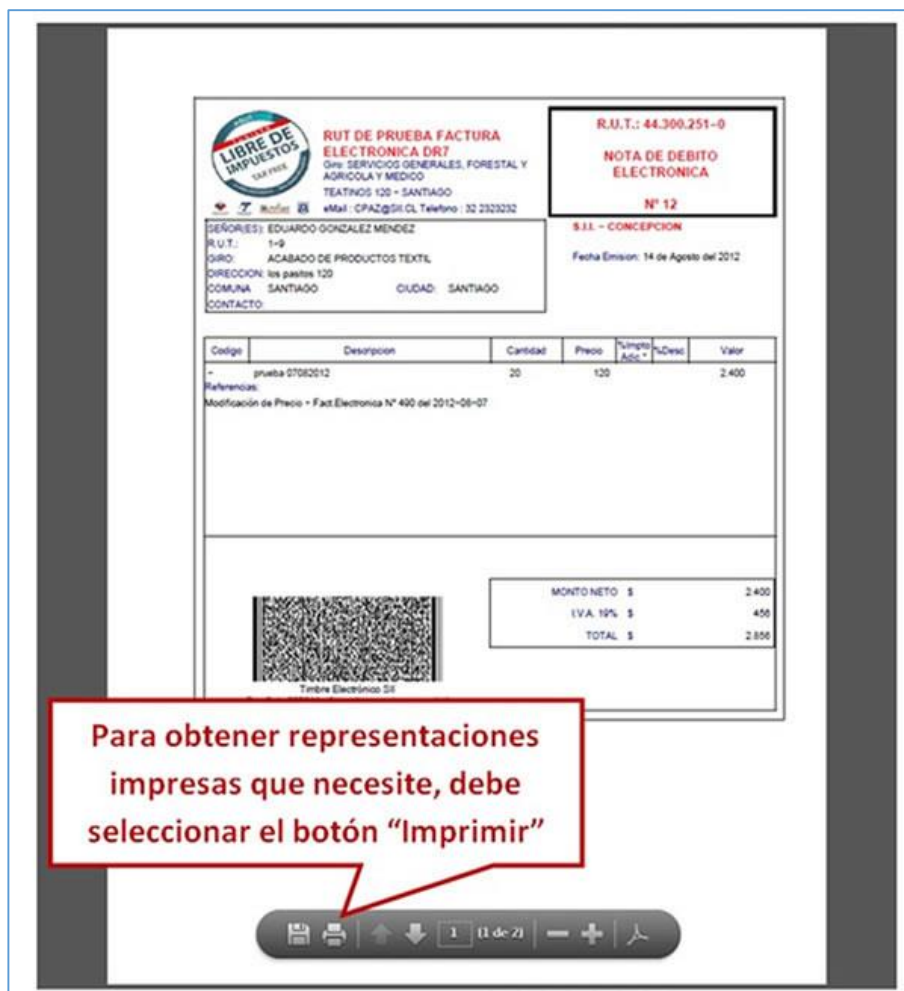 LIBRE DE
IMPUESTOS
TAX FREE
RUT DE PRUEBA FACTURA
ELECTRONICA DR7
Giro: SERVICIOS GENERALES, FORESTAL Y
AGRICOLA Y MEDICO
TEATINOS 120 - SANTIAGO
eMail : CPAZ@SII.CL Telefono : 32 2323232
R.U.T.: 44.300.251-0
NOTA DE DEBITO
ELECTRONICA
N° 12
S.I.I. - CONCEPCION
Fecha Emision: 14 de Agosto del 2012
SEÑOR(ES): EDUARDO GONZALEZ MENDEZ
R.U.T.: 1-9
GIRO: ACABADO DE PRODUCTOS TEXTIL
DIRECCION: los pasitos 120
COMUNA SANTIAGO CIUDAD: SANTIAGO
CONTACTO:
Codigo Descripcion Cantidad Precio %Impto Adic.* %Desc. Valor
- prueba 07082012 20 120 2.400
Referencias:
Modificación de Precio - Fact.Electronica N° 490 del 2012-08-07
MONTO NETO $ 2.400
I.V.A. 19% $ 456
TOTAL $ 2.856
Timbre Electrónico SII
Para obtener representaciones
impresas que necesite, debe
seleccionar el botón “Imprimir”
1 (1 de 2)